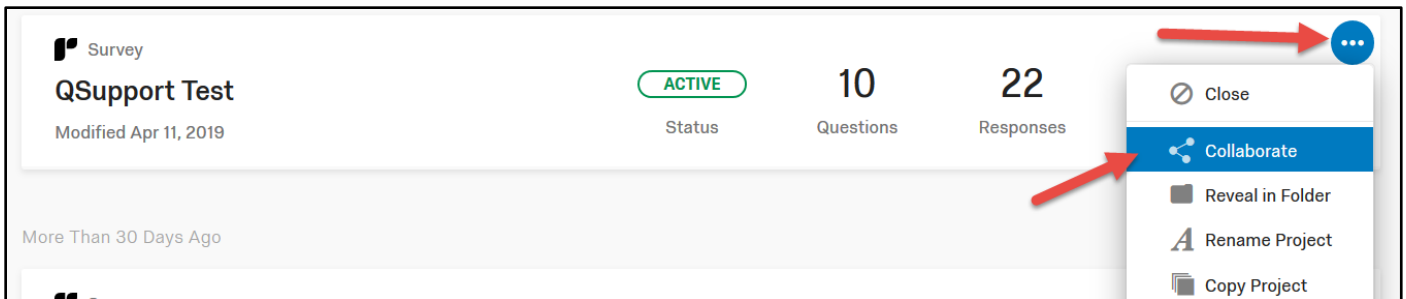 Survey
QSupport Test
Modified Apr 11, 2019
ACTIVE
Status
10
Questions
22
Responses
Close
Collaborate
Reveal in Folder
Rename Project
Copy Project
More Than 30 Days Ago